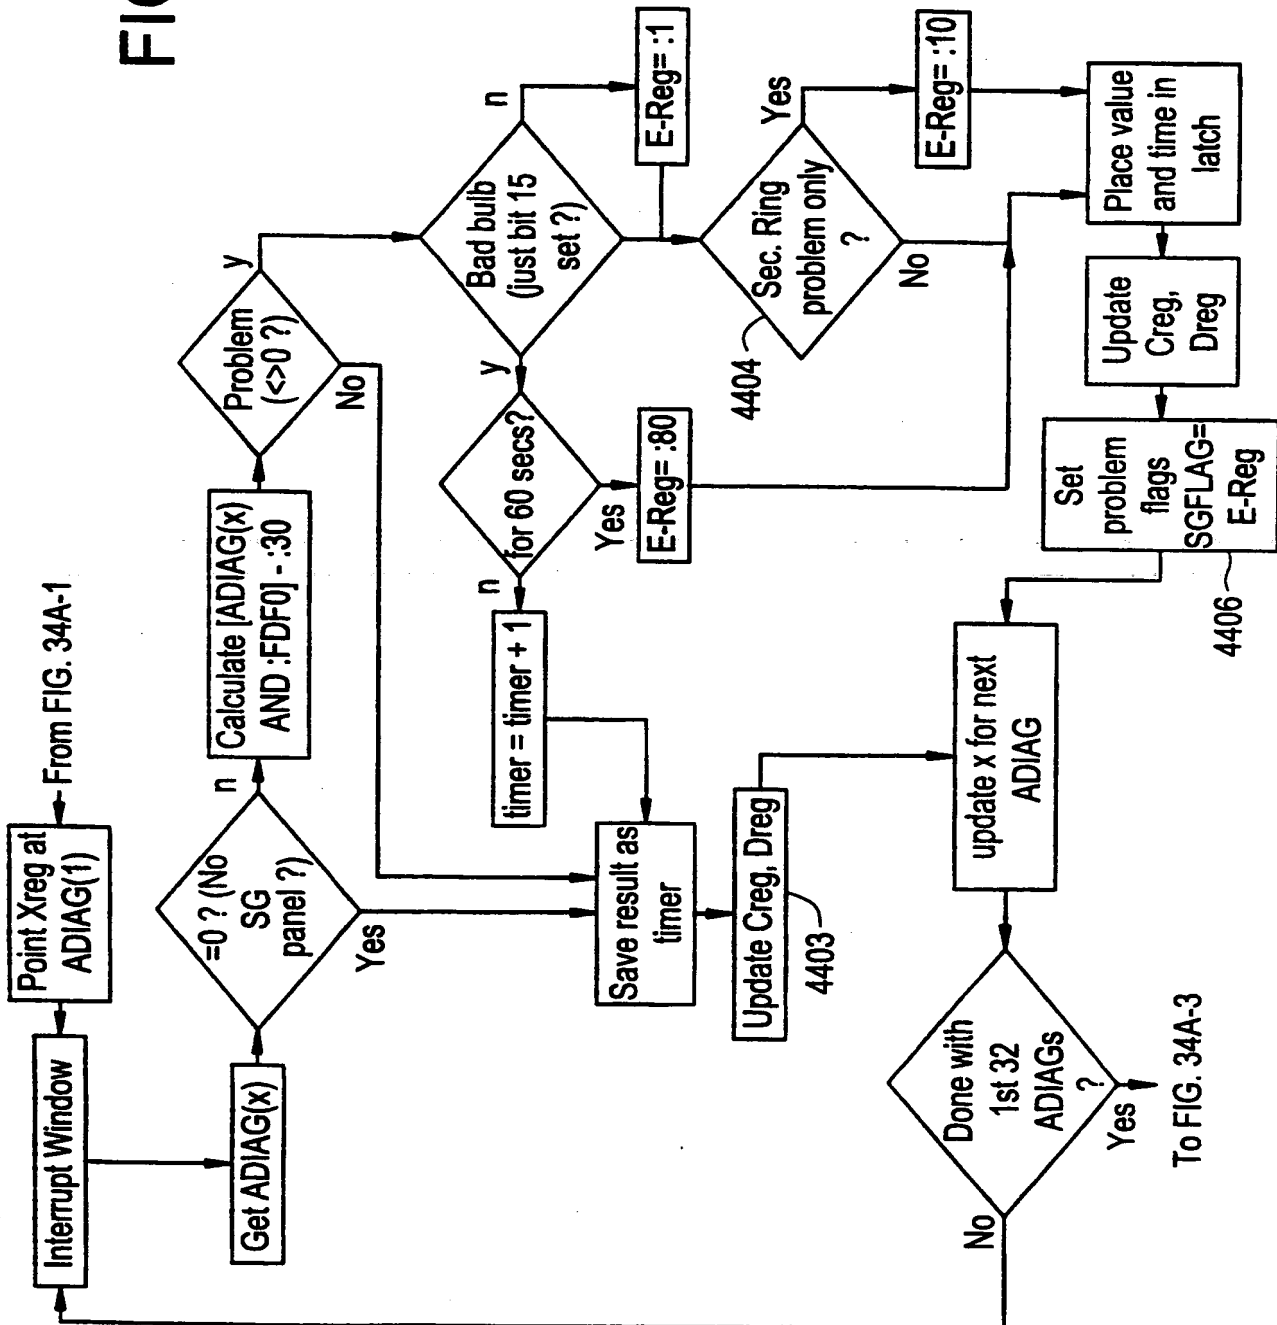 FIG
From FIG. 34A-1
Point Xreg at
ADIAG(1)
Interrupt Window
Get ADIAG(x)
=0 ? (No
SG
panel ?)
n
Yes
Calculate [ADIAG(x)
AND :FDF0] - :30
Problem
(<>0 ?)
y
No
Bad bulb
(just bit 15
set ?)
n
y
E-Reg= :1
for 60 secs?
n
Yes
timer = timer + 1
E-Reg= :80
Sec. Ring
problem only
?
Yes
No
4404
E-Reg= :10
Place value
and time in
latch
Update
Creg,
Dreg
Set
problem
flags
SGFLAG=
E-Reg
4406
Save result as
timer
Update Creg, Dreg
4403
update x for next
ADIAG
Done with
1st 32
ADIAGs
?
No
Yes
To FIG. 34A-3